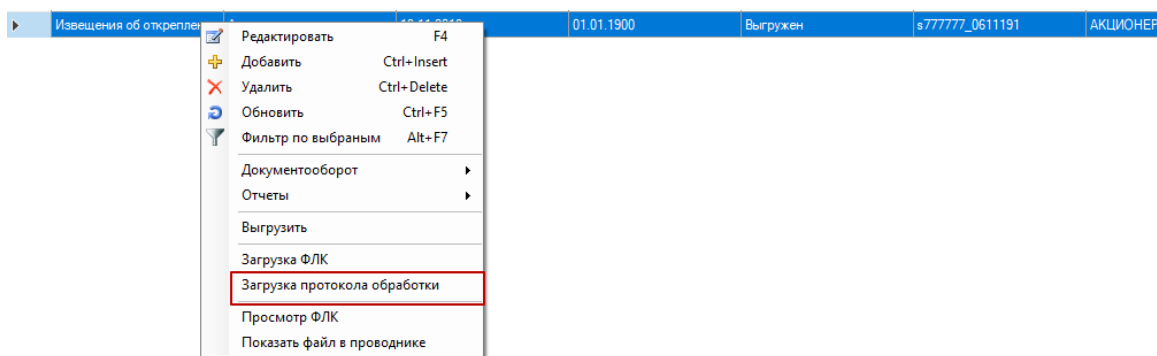 Извещения об открепле 01.01.1900 Выгружен s777777_0611191 АКЦИОНЕР
Редактировать F4
Добавить Ctrl+Insert
Удалить Ctrl+Delete
Обновить Ctrl+F5
Фильтр по выбраным Alt+F7
Документооборот
Отчеты
Выгрузить
Загрузка ФЛК
Загрузка протокола обработки
Просмотр ФЛК
Показать файл в проводнике